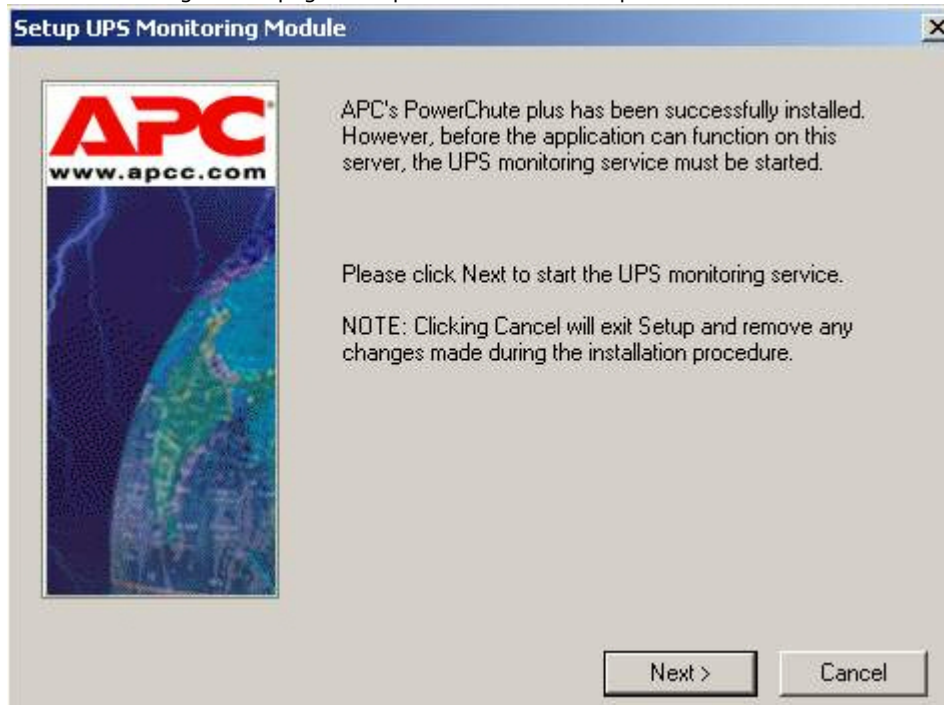 Setup UPS Monitoring Module
APC
www.apcc.com
APC's PowerChute plus has been successfully installed.
However, before the application can function on this
server, the UPS monitoring service must be started.
Please click Next to start the UPS monitoring service.
NOTE: Clicking Cancel will exit Setup and remove any
changes made during the installation procedure.
Next >
Cancel